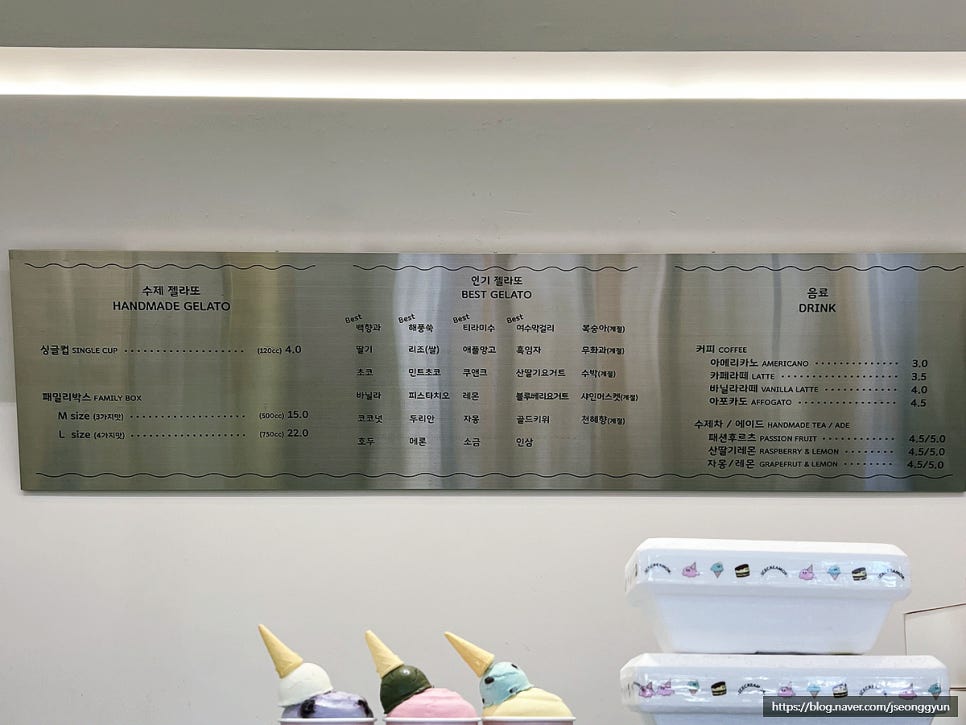 수제 젤라또
HANDMADE GELATO
싱글컵 SINGLE CUP (120cc) 4.0
패밀리박스 FAMILY BOX
M size (3가지맛) (500cc) 15.0
L size (4가지맛) (750cc) 22.0
인기 젤라또
BEST GELATO
Best Best Best Best
백향과 해풍쑥 티라미수 여수막걸리 복숭아(계절)
딸기 리조(쌀) 애플망고 흑임자 무화과(계절)
초코 민트초코 쿠앤크 산딸기요거트 수박(계절)
바닐라 피스타치오 레몬 블루베리요거트 샤인머스켓(계절)
코코넛 두리안 자몽 골드키위 천혜향(계절)
호두 메론 소금 인삼
음료
DRINK
커피 COFFEE
아메리카노 AMERICANO 3.0
카페라떼 LATTE 3.5
바닐라라떼 VANILLA LATTE 4.0
아포카도 AFFOGATO 4.5
수제차 / 에이드 HANDMADE TEA / ADE
패션후르츠 PASSION FRUIT 4.5/5.0
산딸기레몬 RASPBERRY & LEMON 4.5/5.0
자몽/레몬 GRAPEFRUT & LEMON 4.5/5.0
https://blog.naver.com/jseonggyun